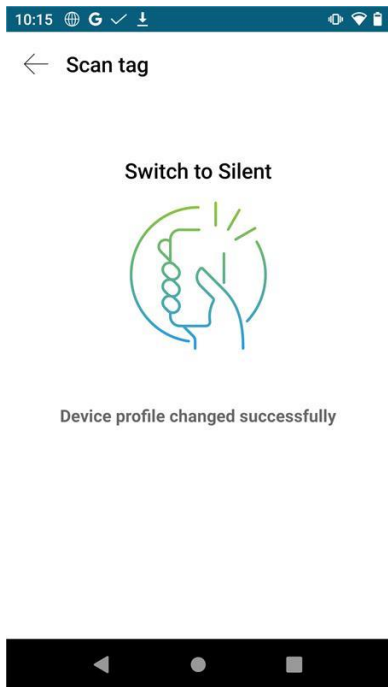 10:15 G
Scan tag
Switch to Silent
Device profile changed successfully